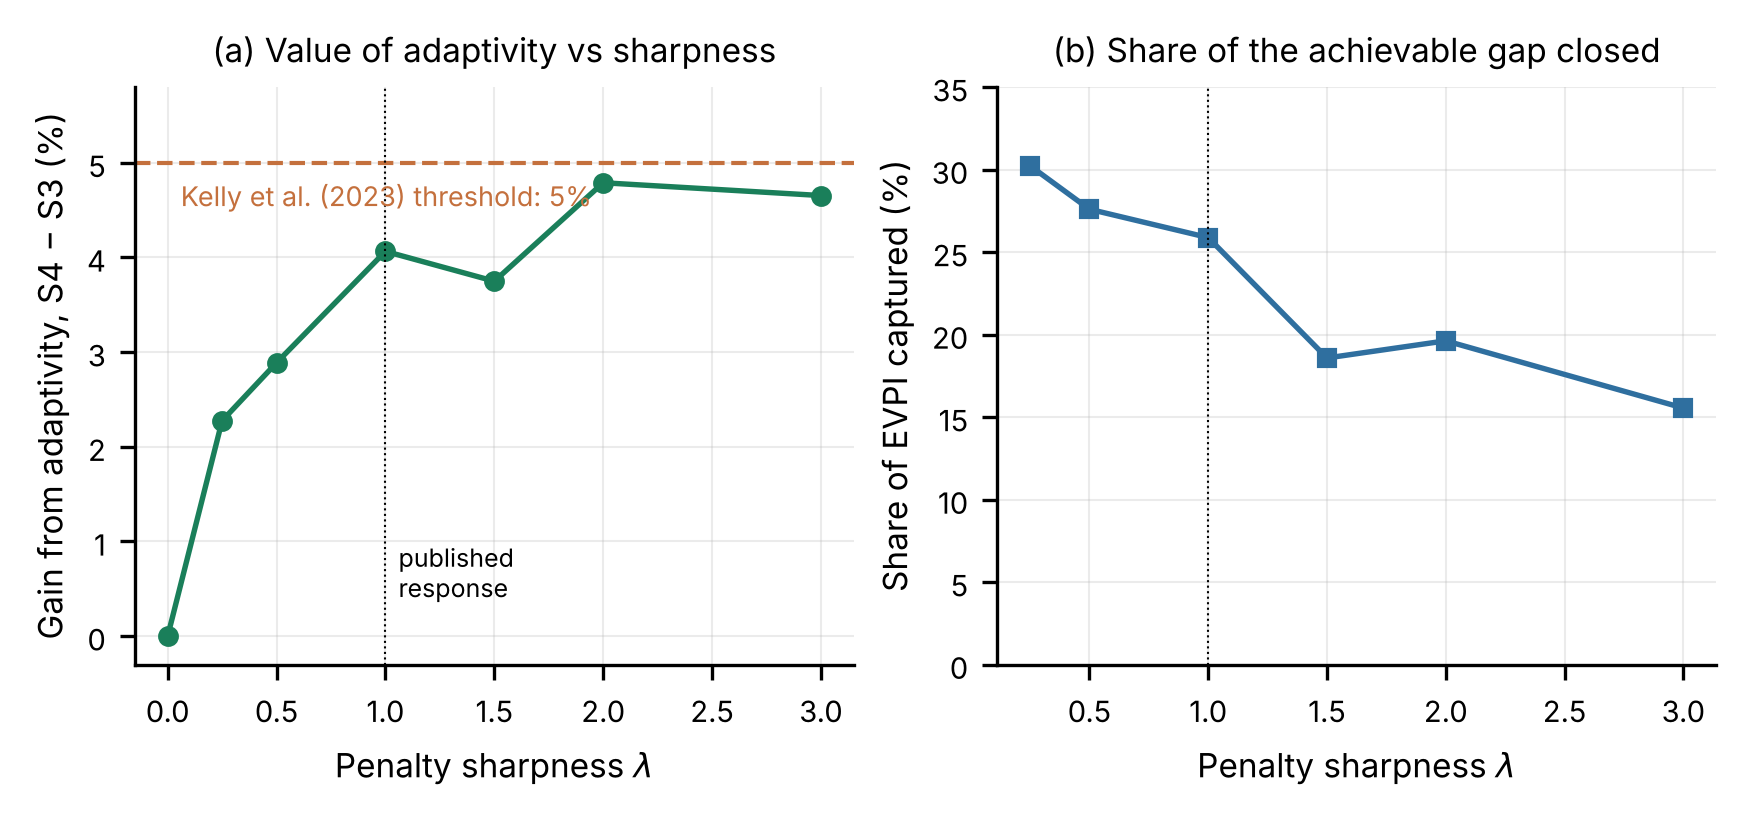 (a) Value of adaptivity vs sharpness
Gain from adaptivity, S4 − S3 (%)
5
4
3
2
1
0
Kelly et al. (2023) threshold: 5%
published
response
0.0 0.5 1.0 1.5 2.0 2.5 3.0
Penalty sharpness λ
(b) Share of the achievable gap closed
Share of EVPI captured (%)
35
30
25
20
15
10
5
0
0.5 1.0 1.5 2.0 2.5 3.0
Penalty sharpness λ